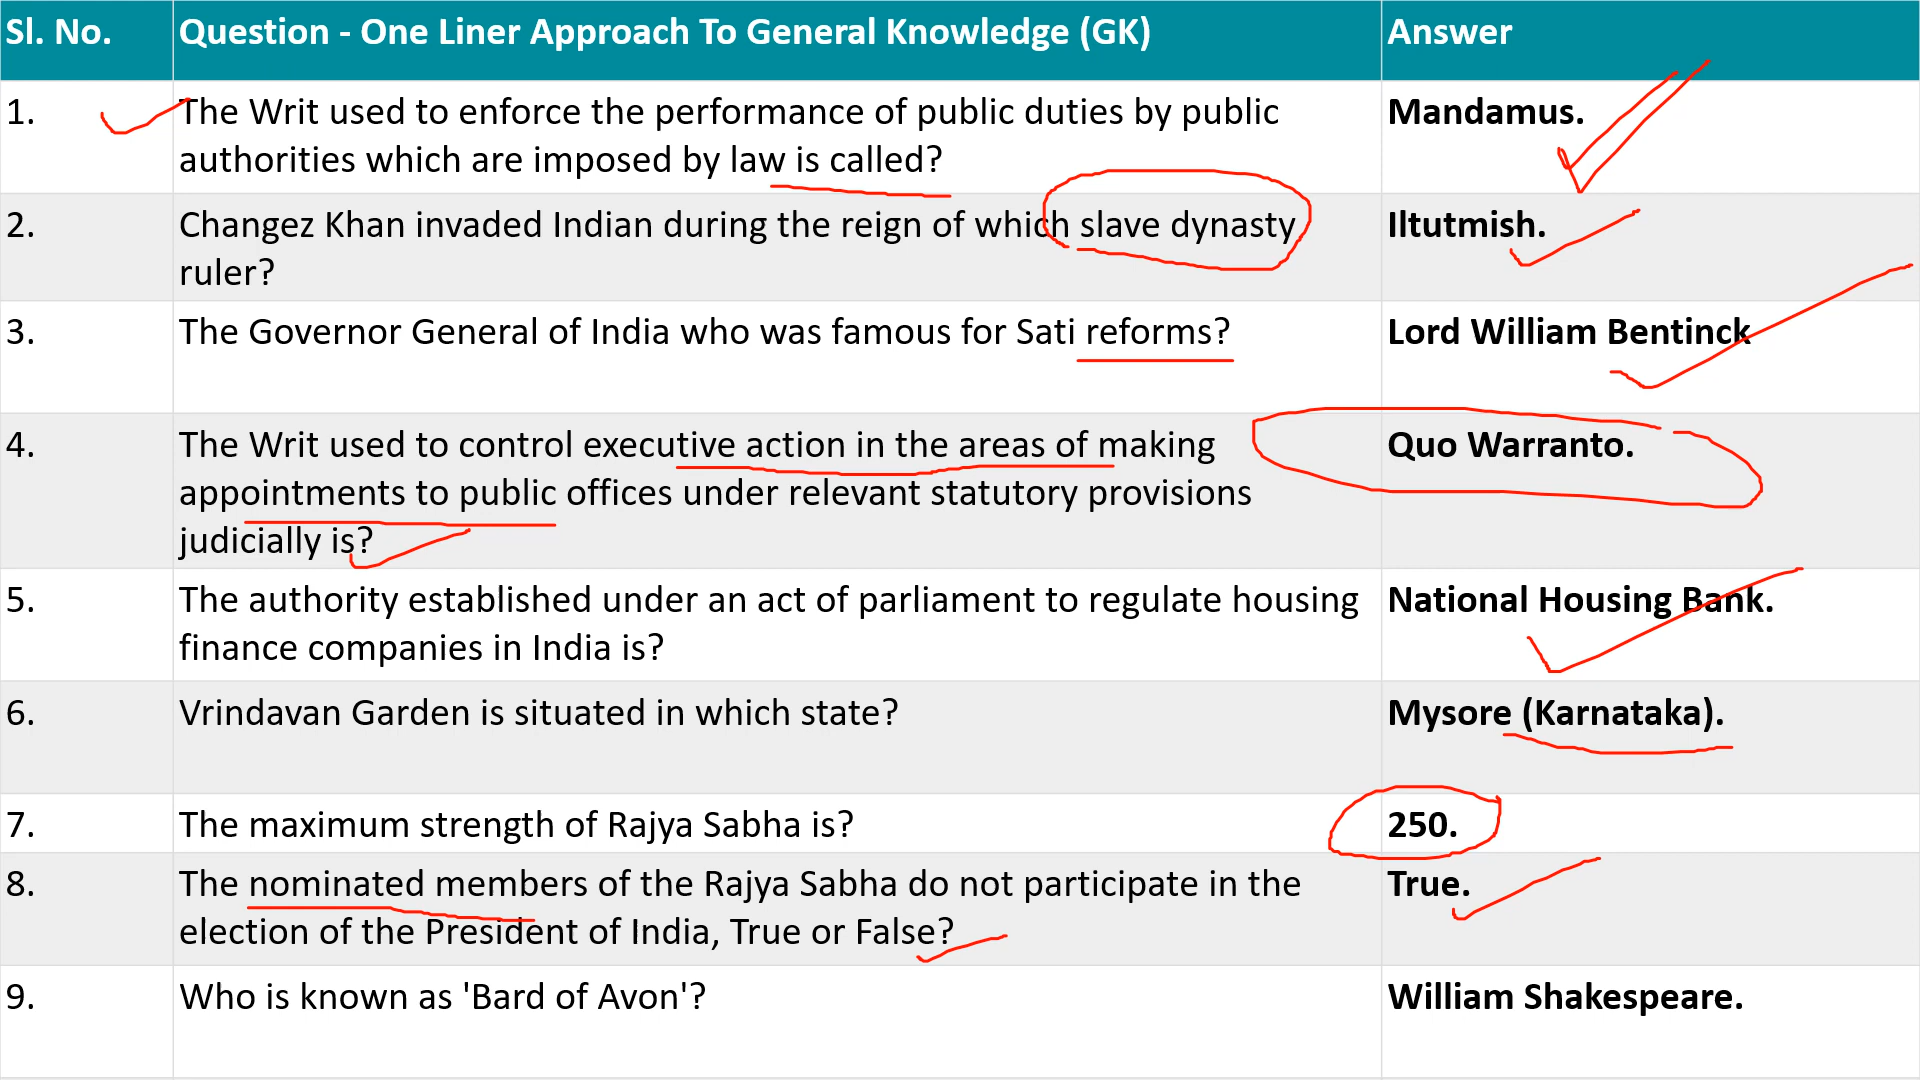 Sl. No. Question - One Liner Approach To General Knowledge (GK) Answer
1. The Writ used to enforce the performance of public duties by public Mandamus.
authorities which are imposed by law is called?
2. Changez Khan invaded Indian during the reign of which slave dynasty Iltutmish.
ruler?
3. The Governor General of India who was famous for Sati reforms? Lord William Bentinck
4. The Writ used to control executive action in the areas of making Quo Warranto.
appointments to public offices under relevant statutory provisions
judicially is?
5. The authority established under an act of parliament to regulate housing National Housing Bank.
finance companies in India is?
6. Vrindavan Garden is situated in which state? Mysore (Karnataka).
7. The maximum strength of Rajya Sabha is? 250.
8. The nominated members of the Rajya Sabha do not participate in the True.
election of the President of India, True or False?
9. Who is known as 'Bard of Avon'? William Shakespeare.